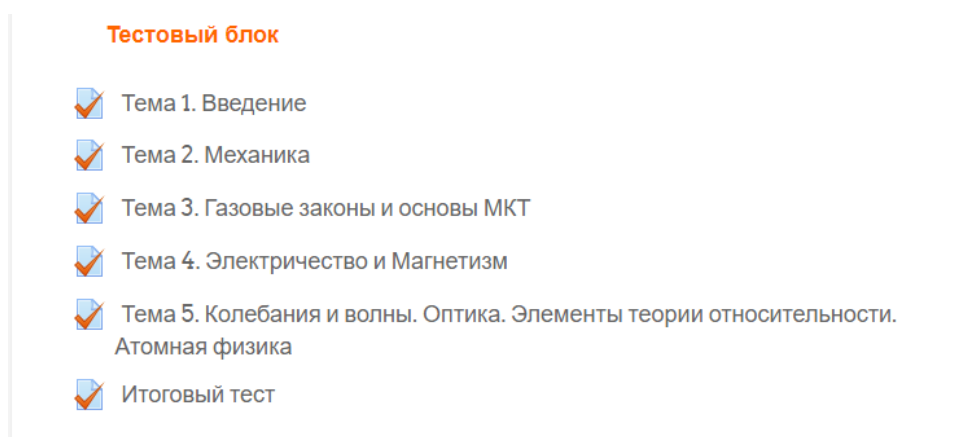 Тестовый блок
Тема 1. Введение
Тема 2. Механика
Тема 3. Газовые законы и основы МКТ
Тема 4. Электричество и Магнетизм
Тема 5. Колебания и волны. Оптика. Элементы теории относительности.
Атомная физика
Итоговый тест